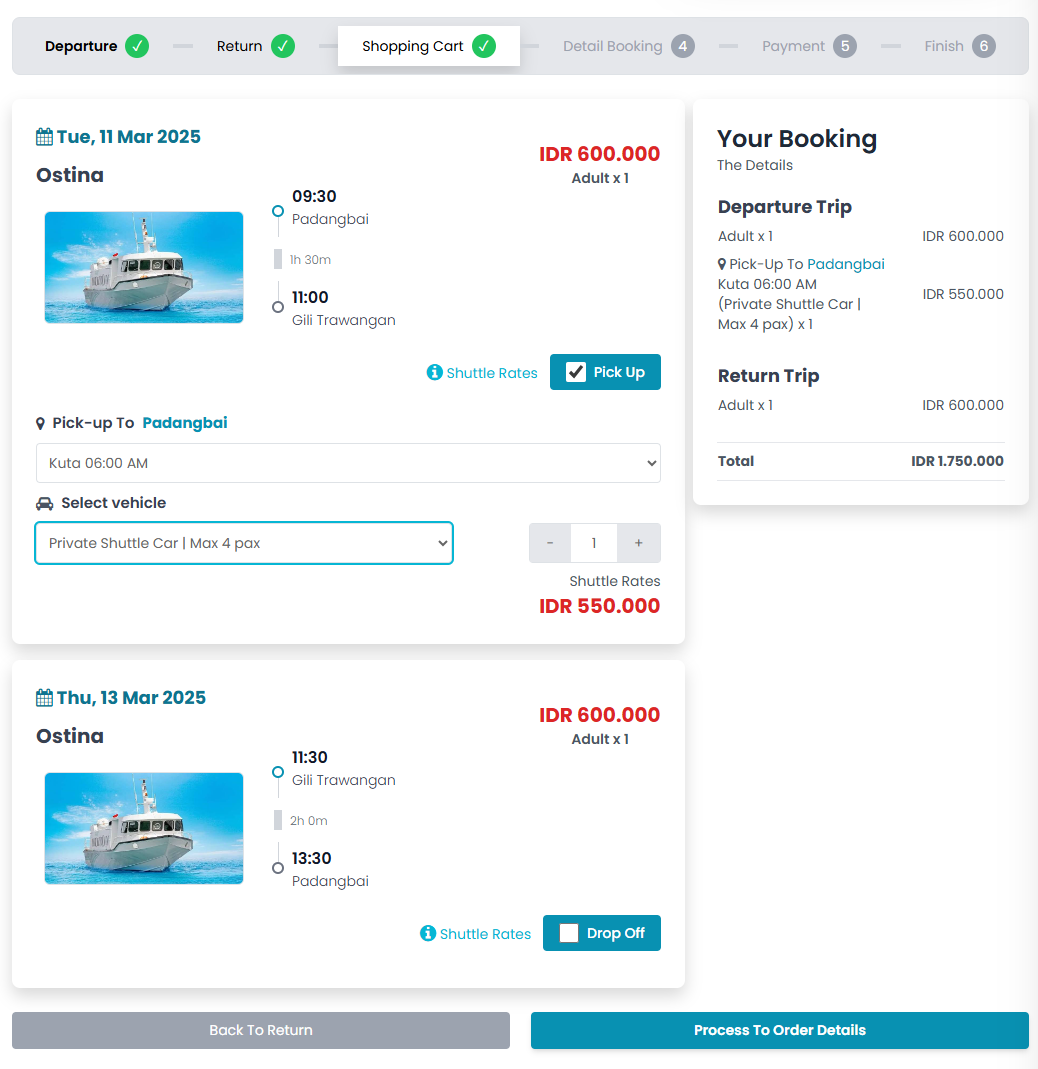 Departure
Return
Shopping Cart
Detail Booking 4
Payment 5
Finish 6
Tue, 11 Mar 2025
Ostina
IDR 600.000
Adult x 1
09:30
Padangbai
1h 30m
11:00
Gili Trawangan
Shuttle Rates
Pick Up
Pick-up To Padangbai
Kuta 06:00 AM
Select vehicle
Private Shuttle Car | Max 4 pax
- 1 +
Shuttle Rates
IDR 550.000
Thu, 13 Mar 2025
Ostina
IDR 600.000
Adult x 1
11:30
Gili Trawangan
2h 0m
13:30
Padangbai
Shuttle Rates
Drop Off
Your Booking
The Details
Departure Trip
Adult x 1 IDR 600.000
Pick-Up To Padangbai
Kuta 06:00 AM
(Private Shuttle Car |
Max 4 pax) x 1
IDR 550.000
Return Trip
Adult x 1 IDR 600.000
Total IDR 1.750.000
Back To Return
Process To Order Details